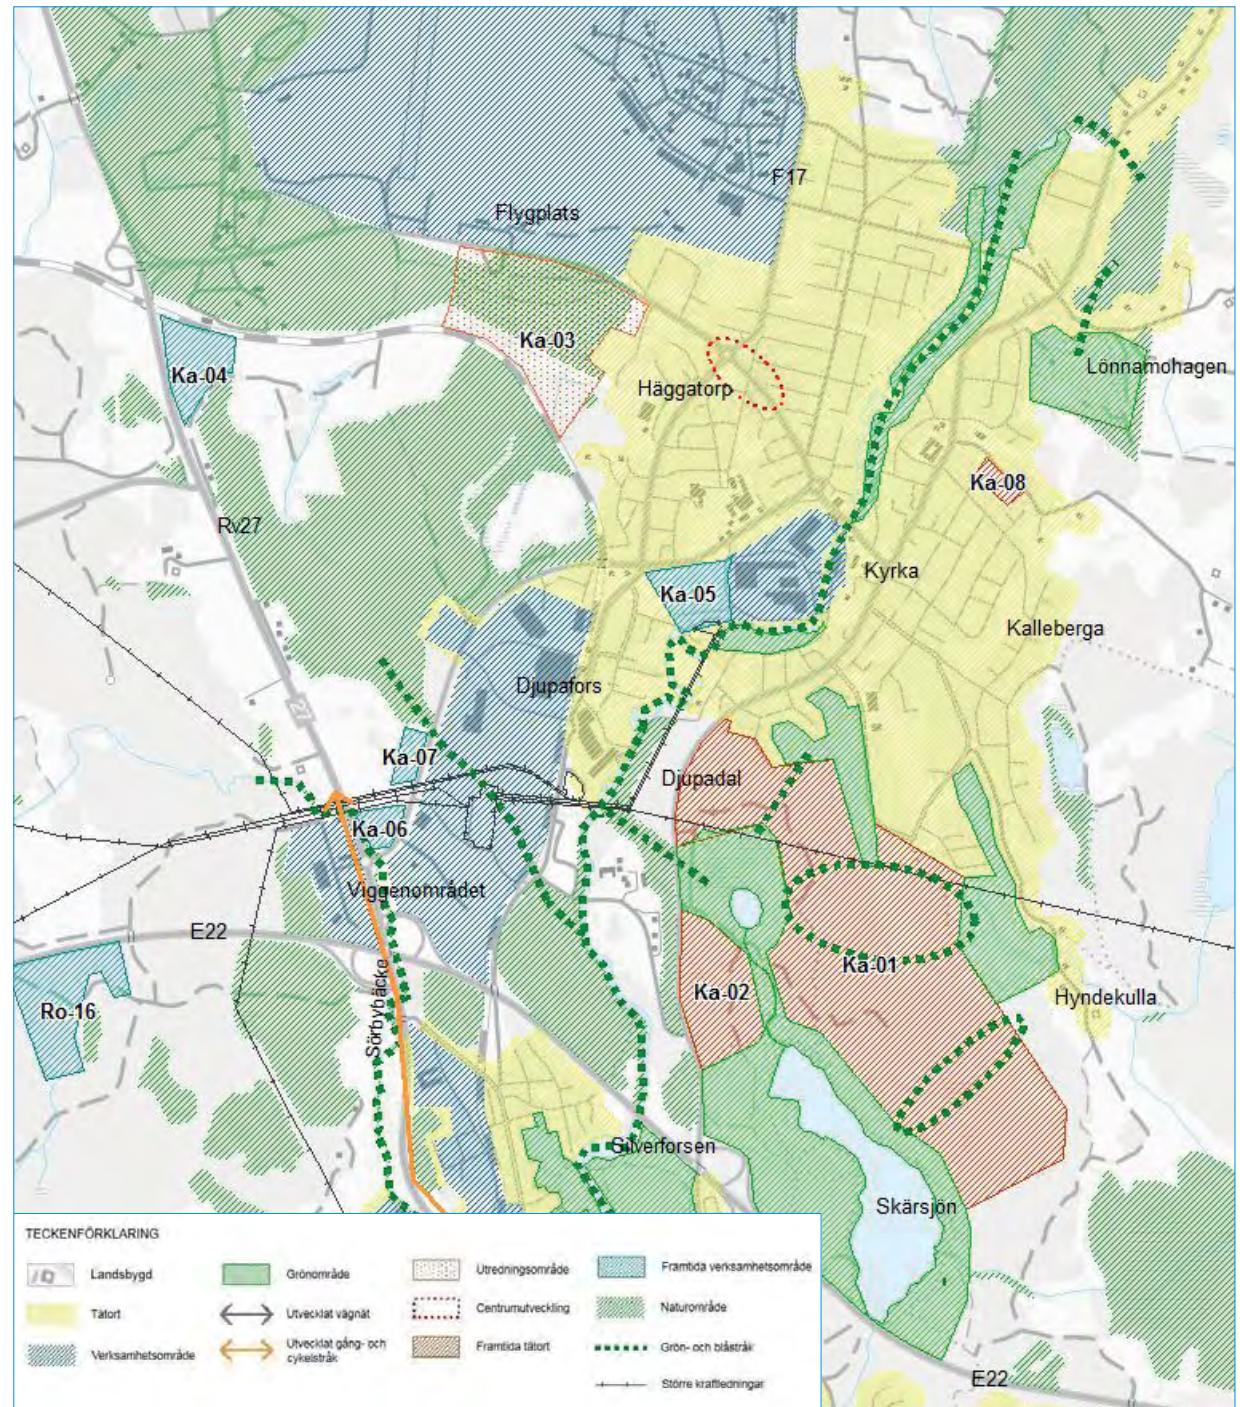 F17
Flygplats
Ka-03
Ka-04
Lönnamohagen
Häggatorp
Ka-08
Rv27
Kyrka
Ka-05
Kalleberga
Djupafors
27
Ka-07
Djupadal
Ka-06
Viggenområdet
E22
Ka-01
Ka-02
Hyndekulla
Ro-16
Sörbybäcke
Silverforsen
Skärsjön
E22
TECKENFÖRKLARING
Landsbygd
Tätort
Verksamhetsområde
Grönområde
Utvecklat vägnät
Utvecklat gång- och
cykelstråk
Utredningsområde
Centrumutveckling
Framtida tätort
Framtida verksamhetsområde
Naturområde
Grön- och blåstråk
Större kraftledningar